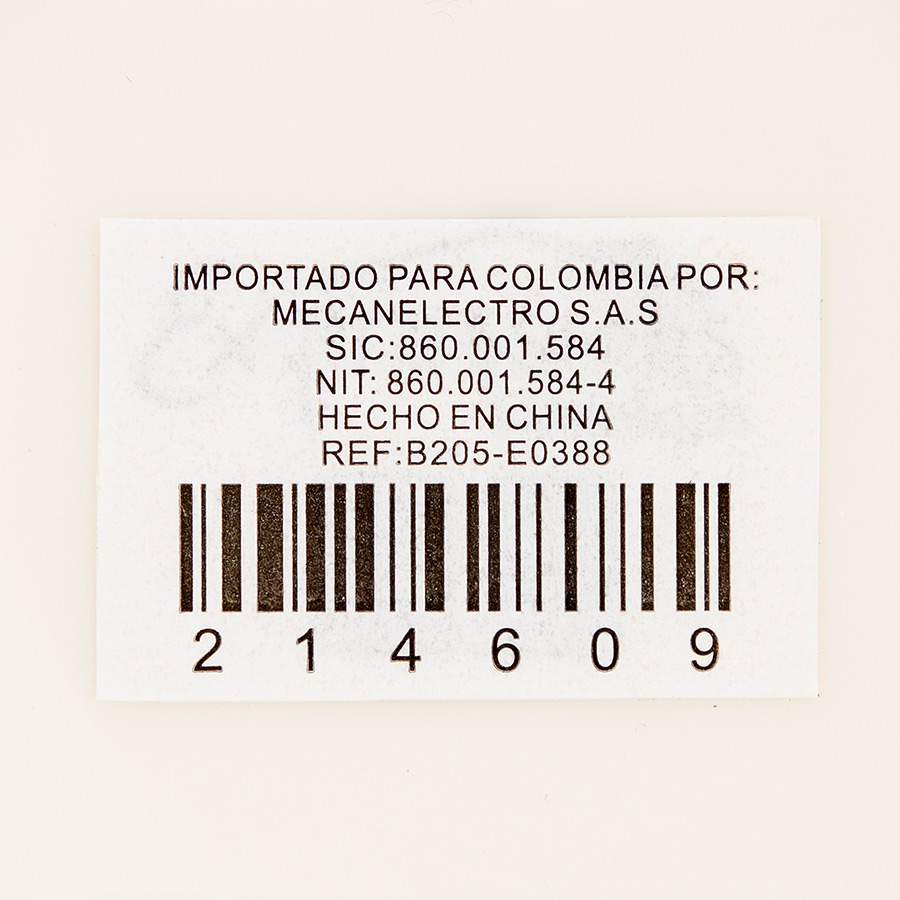 IMPORTADO PARA COLOMBIA POR:
MECANELECTRO S.A.S
SIC:860.001.584
NIT: 860.001.584-4
HECHO EN CHINA
REF:B205-E0388
2 1 4 6 0 9